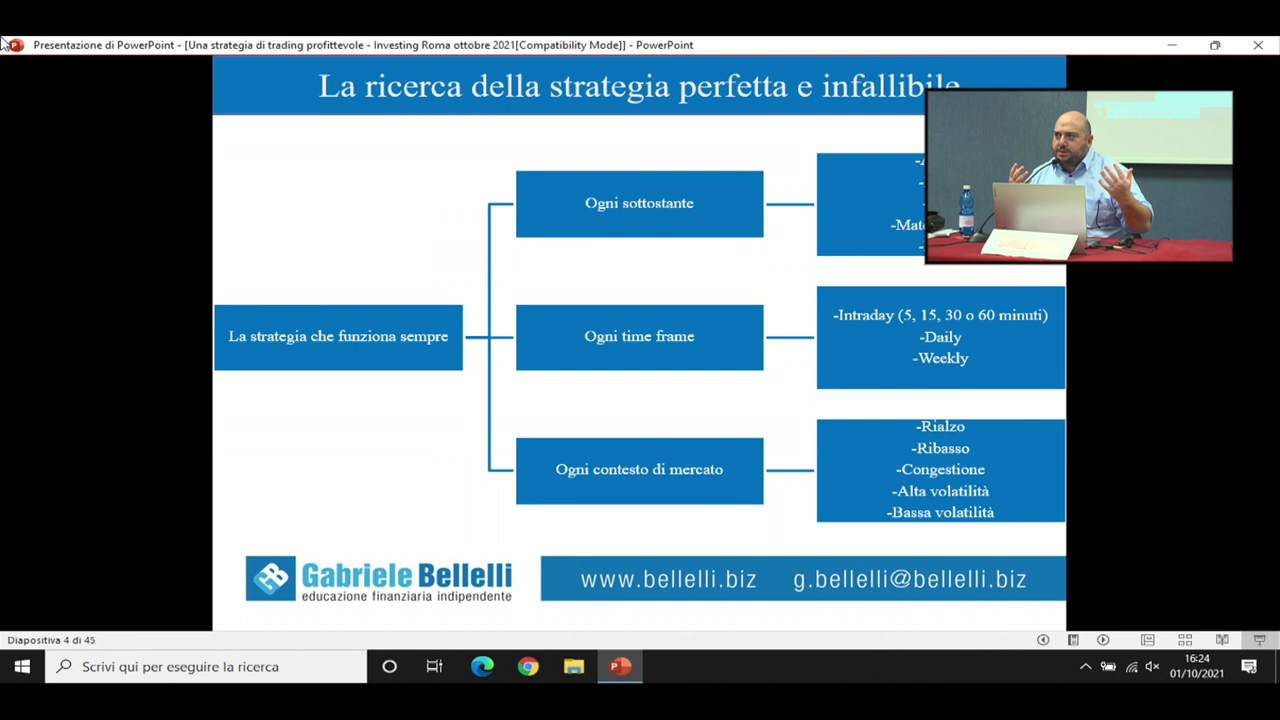 Presentazione di PowerPoint - [Una strategia di trading profittevole - Investing Roma ottobre 2021[Compatibility Mode]] - PowerPoint
La ricerca della strategia perfetta e infallibile
Ogni sottostante
La strategia che funziona sempre
Ogni time frame
-Intraday (5, 15, 30 o 60 minuti)
-Daily
-Weekly
Ogni contesto di mercato
-Rialzo
-Ribasso
-Congestione
-Alta volatilità
-Bassa volatilità
Gabriele Bellelli
educazione finanziaria indipendente
www.bellelli.biz g.bellelli@bellelli.biz
Diapositiva 4 di 45
Scrivi qui per eseguire la ricerca
16:24
01/10/2021